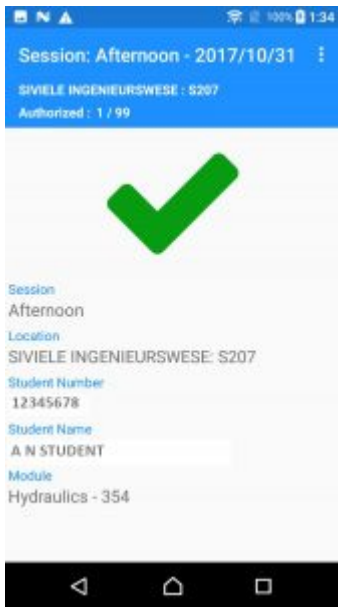 100% 1:34
Session: Afternoon - 2017/10/31
SIVIELE INGENIEURSWESE : S207
Authorized : 1 / 99
Session
Afternoon
Location
SIVIELE INGENIEURSWESE: S207
Student Number
12345678
Student Name
A N STUDENT
Module
Hydraulics - 354